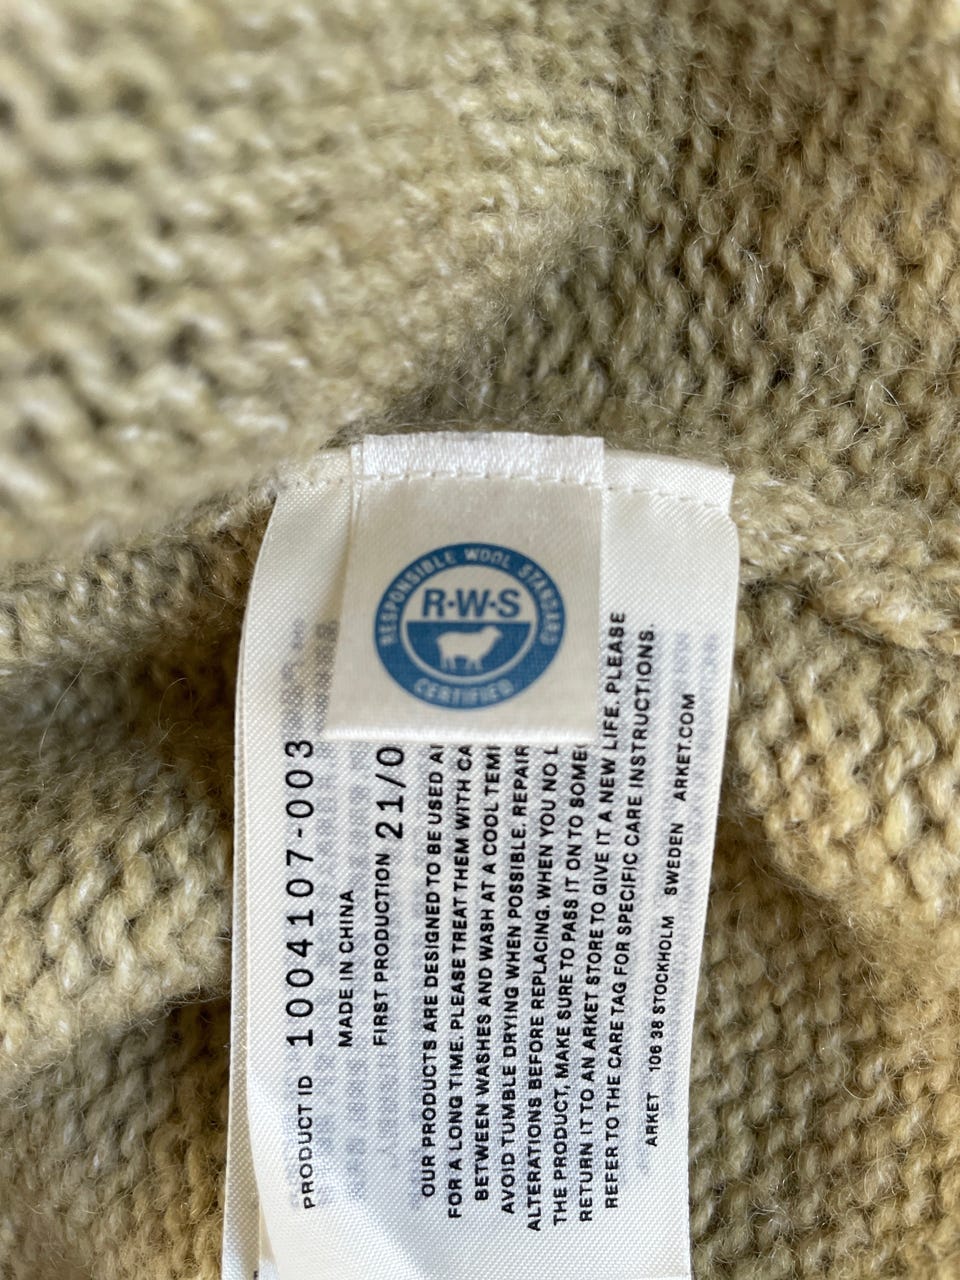 RESPONSIBLE WOOL STANDARD
R·W·S
CERTIFIED
PRODUCT ID 1004107-003
MADE IN CHINA
FIRST PRODUCTION 21/0
OUR PRODUCTS ARE DESIGNED TO BE USED
FOR A LONG TIME. PLEASE TREAT THEM WITH CA
BETWEEN WASHES AND WASH AT A COOL TEM
AVOID TUMBLE DRYING WHEN POSSIBLE. REPAIR
ALTERATIONS BEFORE REPLACING. WHEN YOU NO L
THE PRODUCT, MAKE SURE TO PASS IT ON TO SOME
RETURN IT TO AN ARKET STORE TO GIVE IT A NEW LIFE. PLEASE
REFER TO THE CARE TAG FOR SPECIFIC CARE INSTRUCTIONS.
ARKET 106 38 STOCKHOLM SWEDEN ARKET.COM